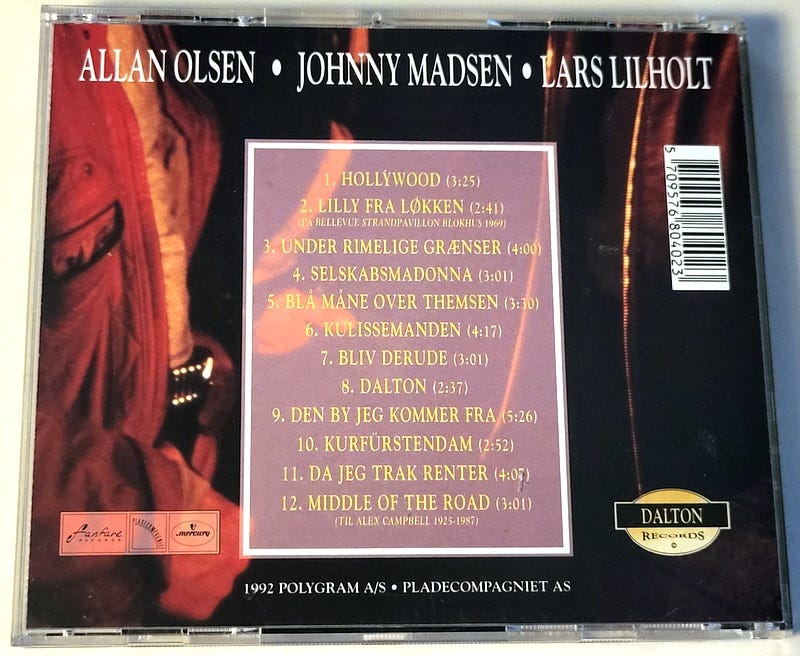 ALLAN OLSEN • JOHNNY MADSEN • LARS LILHOLT
1. HOLLYWOOD (3:25)
2. LILLY FRA LØKKEN (2:41)
(PÅ BELLEVUE STRANDPAVILLON BLOKHUS 1969)
3. UNDER RIMELIGE GRÆNSER (4:00)
4. SELSKABSMADONNA (3:01)
5. BLÅ MÅNE OVER THEMSEN (3:30)
6. KULISSEMANDEN (4:17)
7. BLIV DERUDE (3:01)
8. DALTON (2:37)
9. DEN BY JEG KOMMER FRA (5:26)
10. KURFÜRSTENDAM (2:52)
11. DA JEG TRAK RENTER (4:07)
12. MIDDLE OF THE ROAD (3:01)
(TIL ALEX CAMPBELL 1925-1987)
5 709576 804023
fanfare
RECORDS
PLADECOMPAGNIET
mercury
DALTON
RECORDS
©
1992 POLYGRAM A/S • PLADECOMPAGNIET AS